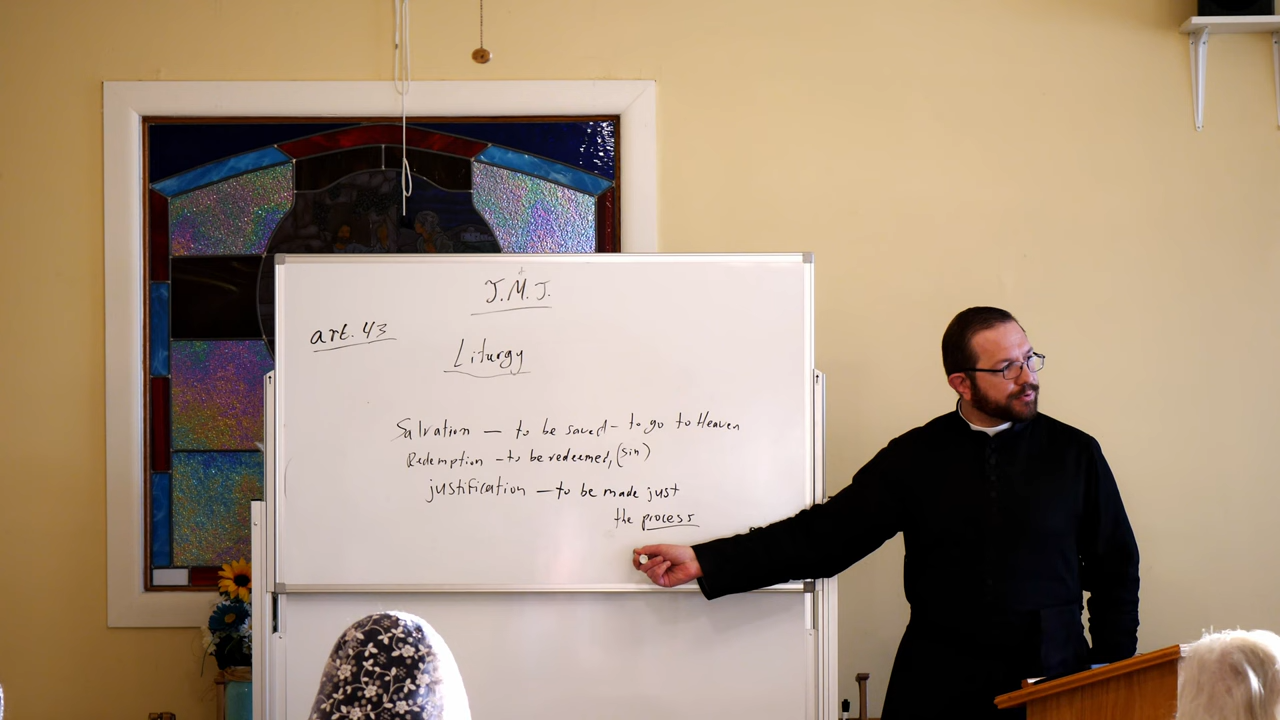 J.M.J.
art. 43
Liturgy
Salvation — to be saved - to go to Heaven
Redemption - to be redeemed, (sin)
justification — to be made just
the process